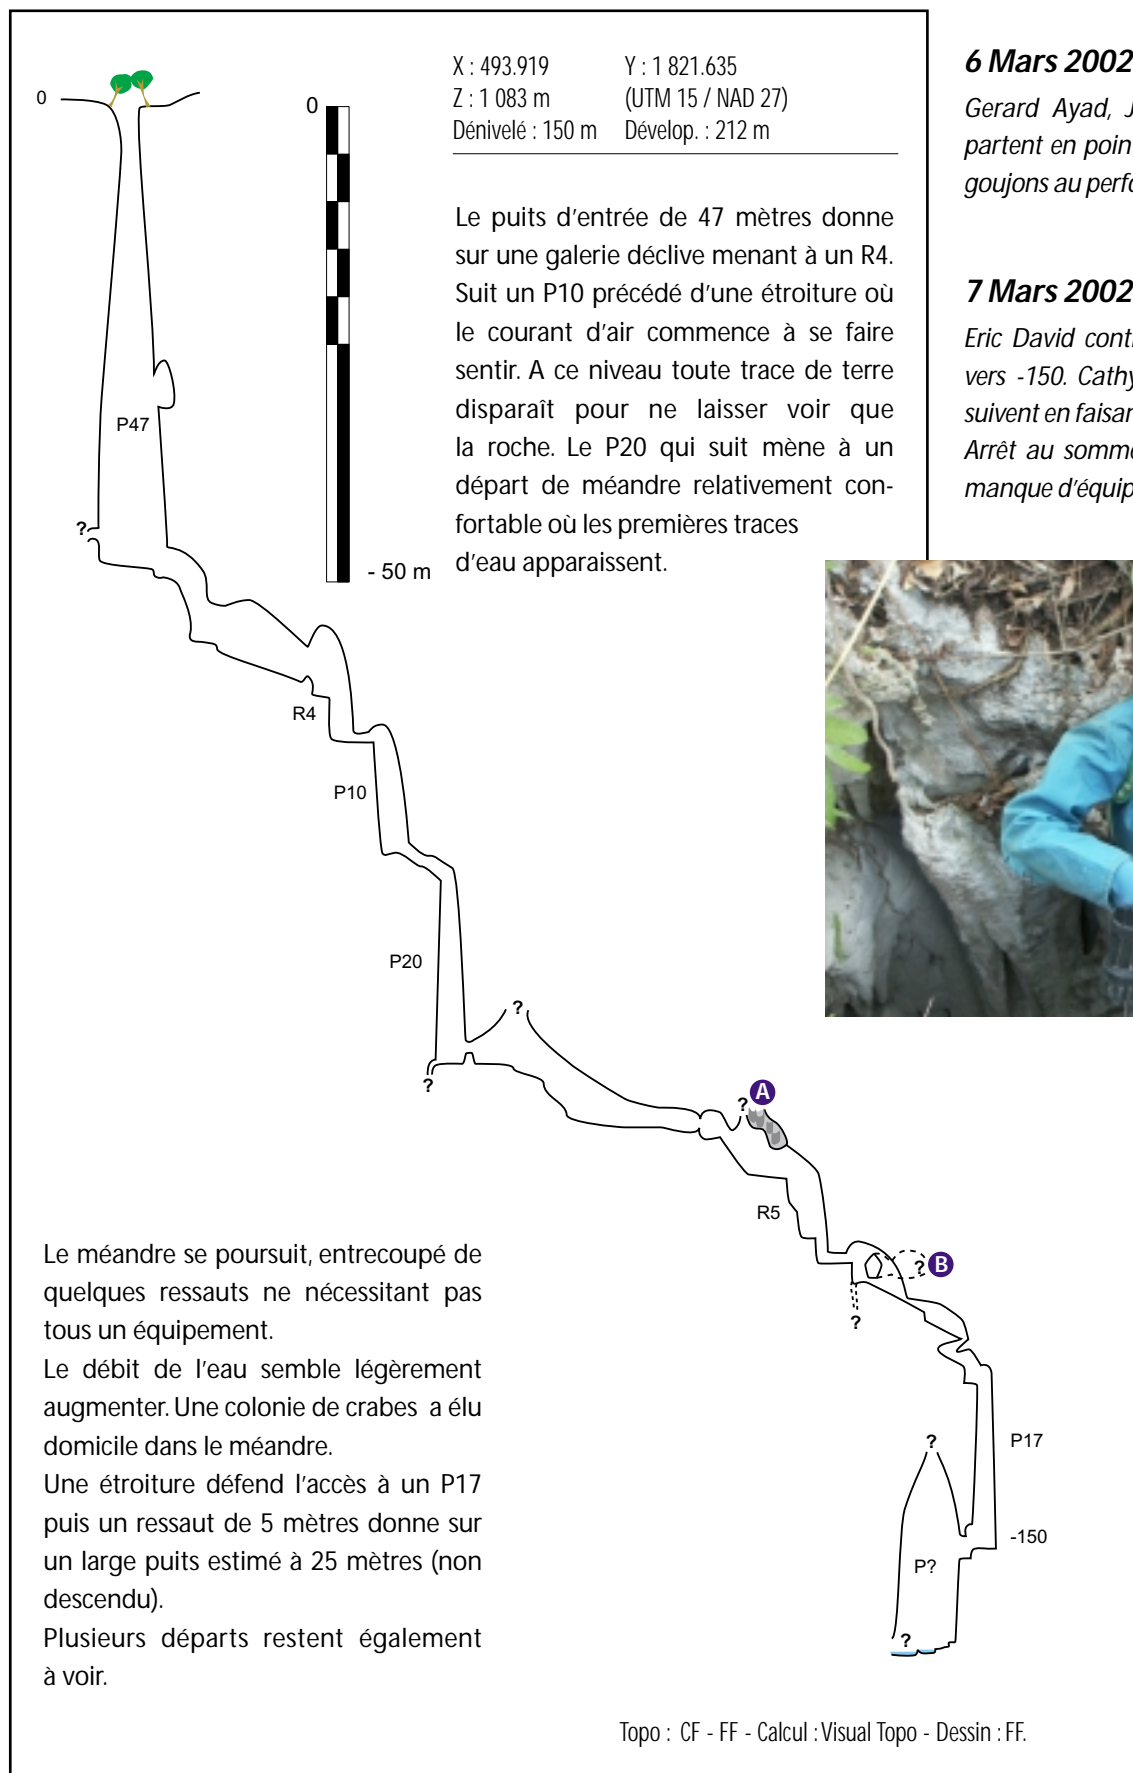 X : 493.919 Y : 1 821.635
Z : 1 083 m (UTM 15 / NAD 27)
Dénivelé : 150 m Dévelop. : 212 m
0
0
- 50 m
Le puits d'entrée de 47 mètres donne
sur une galerie déclive menant à un R4.
Suit un P10 précédé d'une étroiture où
le courant d'air commence à se faire
sentir. A ce niveau toute trace de terre
disparaît pour ne laisser voir que
la roche. Le P20 qui suit mène à un
départ de méandre relativement con-
fortable où les premières traces
d'eau apparaissent.
6 Mars 2002
Gerard Ayad, J
partent en poin
goujons au perfo
7 Mars 2002
Eric David cont
vers -150. Cathy
suivent en faisan
Arrêt au somme
manque d'équip
P47
?
R4
P10
P20
?
?
? A
R5
? B
?
P17
?
-150
P?
?
Le méandre se poursuit, entrecoupé de
quelques ressauts ne nécessitant pas
tous un équipement.
Le débit de l'eau semble légèrement
augmenter. Une colonie de crabes a élu
domicile dans le méandre.
Une étroiture défend l'accès à un P17
puis un ressaut de 5 mètres donne sur
un large puits estimé à 25 mètres (non
descendu).
Plusieurs départs restent également
à voir.
Topo : CF - FF - Calcul : Visual Topo - Dessin : FF.